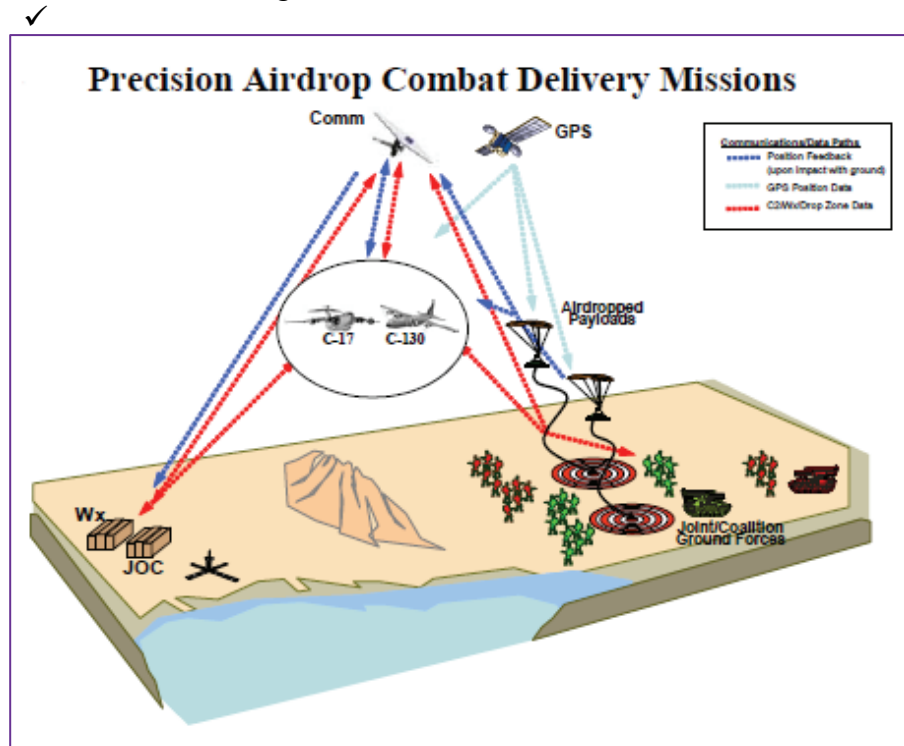 ✓
Precision Airdrop Combat Delivery Missions
Comm
GPS
Communications/Data Paths
Position Feedback
(upon impact with ground)
GPS Position Data
C2/Wx/Drop Zone Data
Airdropped
Payloads
C-17
C-130
Wx
JOC
Joint/Coalition
Ground Forces